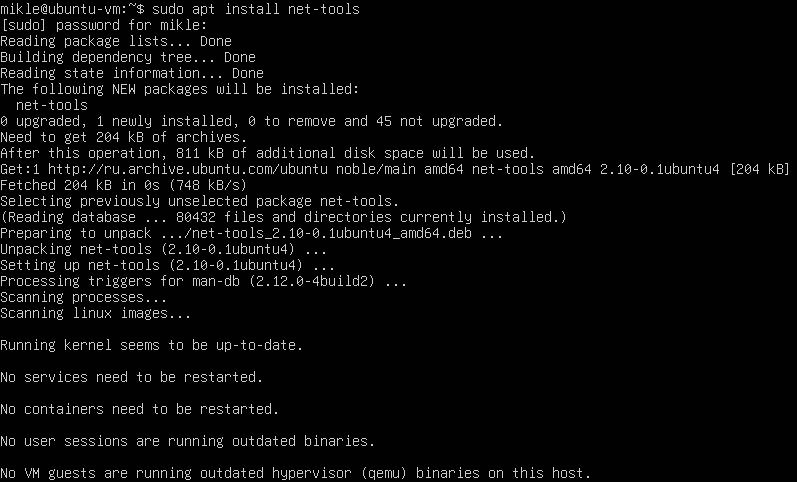 mikle@ubuntu-vm:~$ sudo apt install net-tools
[sudo] password for mikle:
Reading package lists... Done
Building dependency tree... Done
Reading state information... Done
The following NEW packages will be installed:
  net-tools
0 upgraded, 1 newly installed, 0 to remove and 45 not upgraded.
Need to get 204 kB of archives.
After this operation, 811 kB of additional disk space will be used.
Get:1 http://ru.archive.ubuntu.com/ubuntu noble/main amd64 net-tools amd64 2.10-0.1ubuntu4 [204 kB]
Fetched 204 kB in 0s (748 kB/s)
Selecting previously unselected package net-tools.
(Reading database ... 80432 files and directories currently installed.)
Preparing to unpack .../net-tools_2.10-0.1ubuntu4_amd64.deb ...
Unpacking net-tools (2.10-0.1ubuntu4) ...
Setting up net-tools (2.10-0.1ubuntu4) ...
Processing triggers for man-db (2.12.0-4build2) ...
Scanning processes...
Scanning linux images...

Running kernel seems to be up-to-date.

No services need to be restarted.

No containers need to be restarted.

No user sessions are running outdated binaries.

No VM guests are running outdated hypervisor (qemu) binaries on this host.